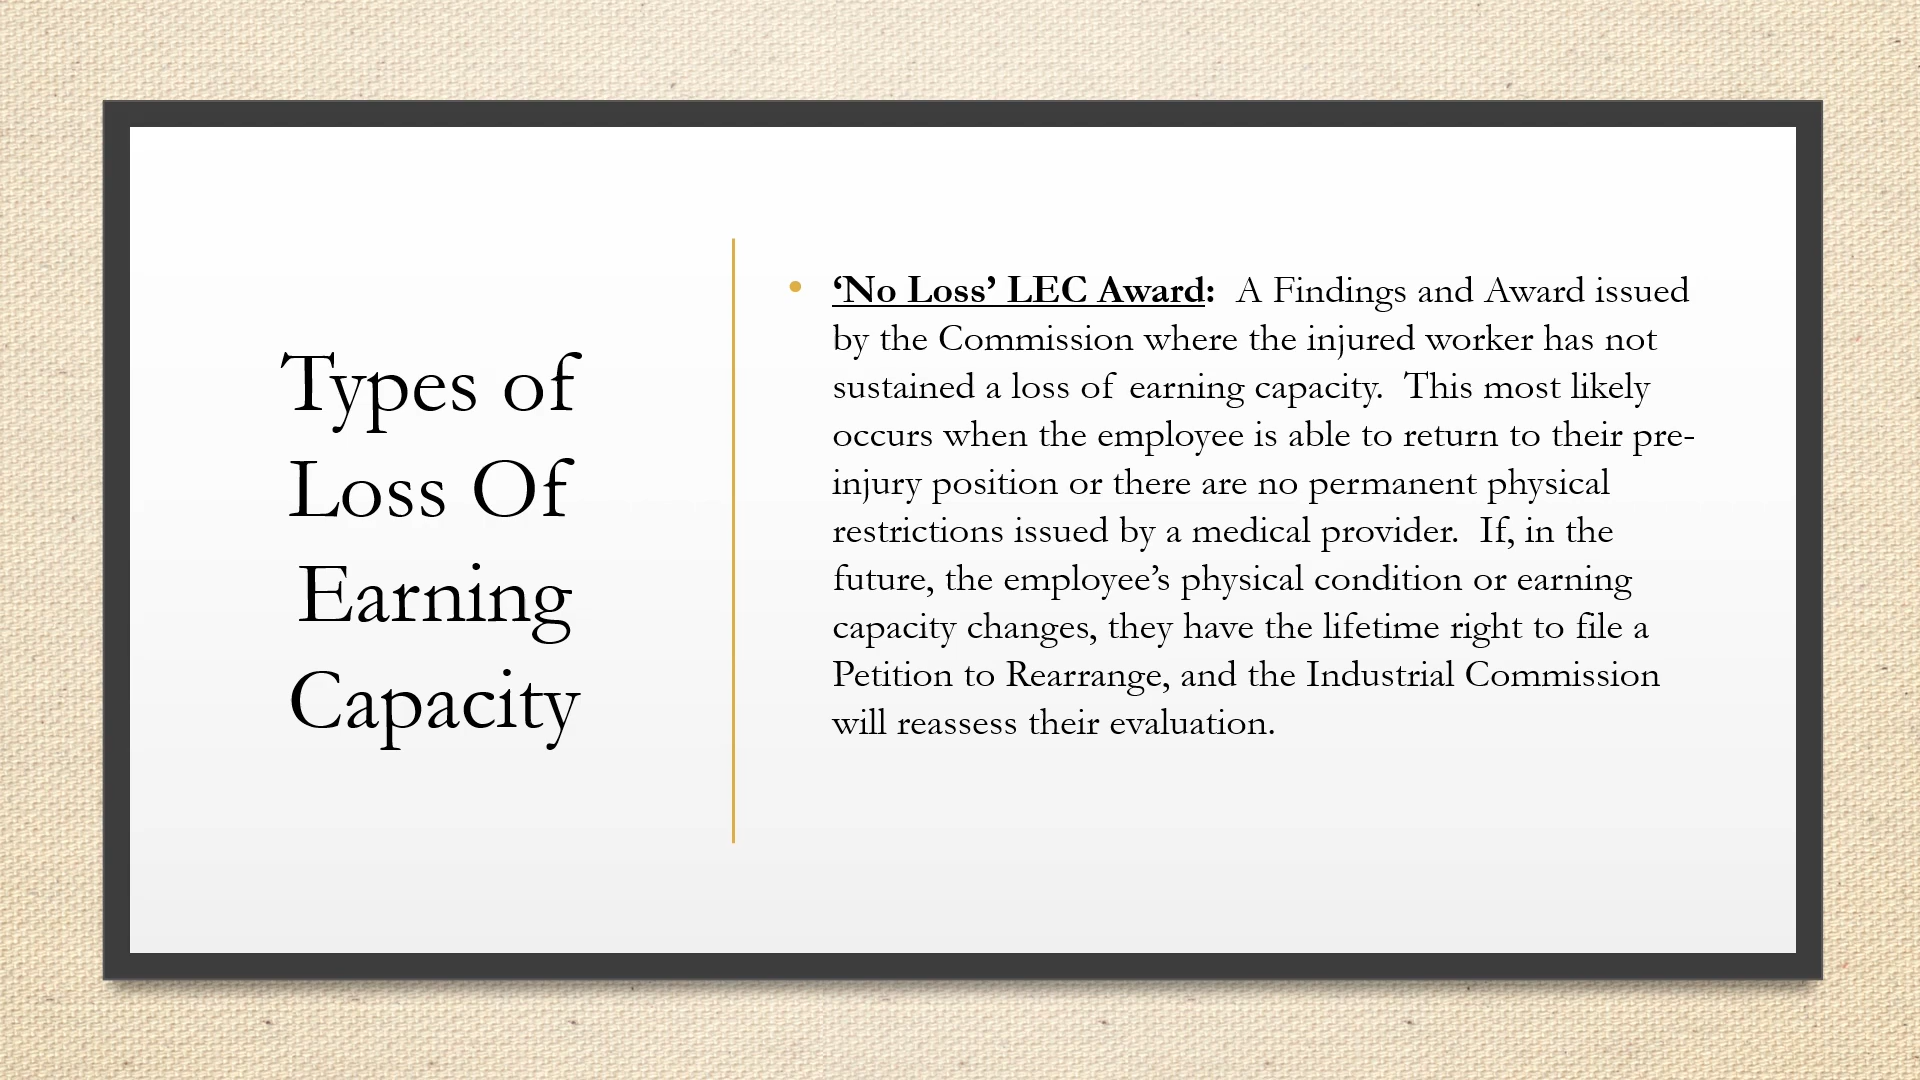 Types of
Loss Of
Earning
Capacity
• ‘No Loss’ LEC Award: A Findings and Award issued
by the Commission where the injured worker has not
sustained a loss of earning capacity. This most likely
occurs when the employee is able to return to their pre-
injury position or there are no permanent physical
restrictions issued by a medical provider. If, in the
future, the employee’s physical condition or earning
capacity changes, they have the lifetime right to file a
Petition to Rearrange, and the Industrial Commission
will reassess their evaluation.